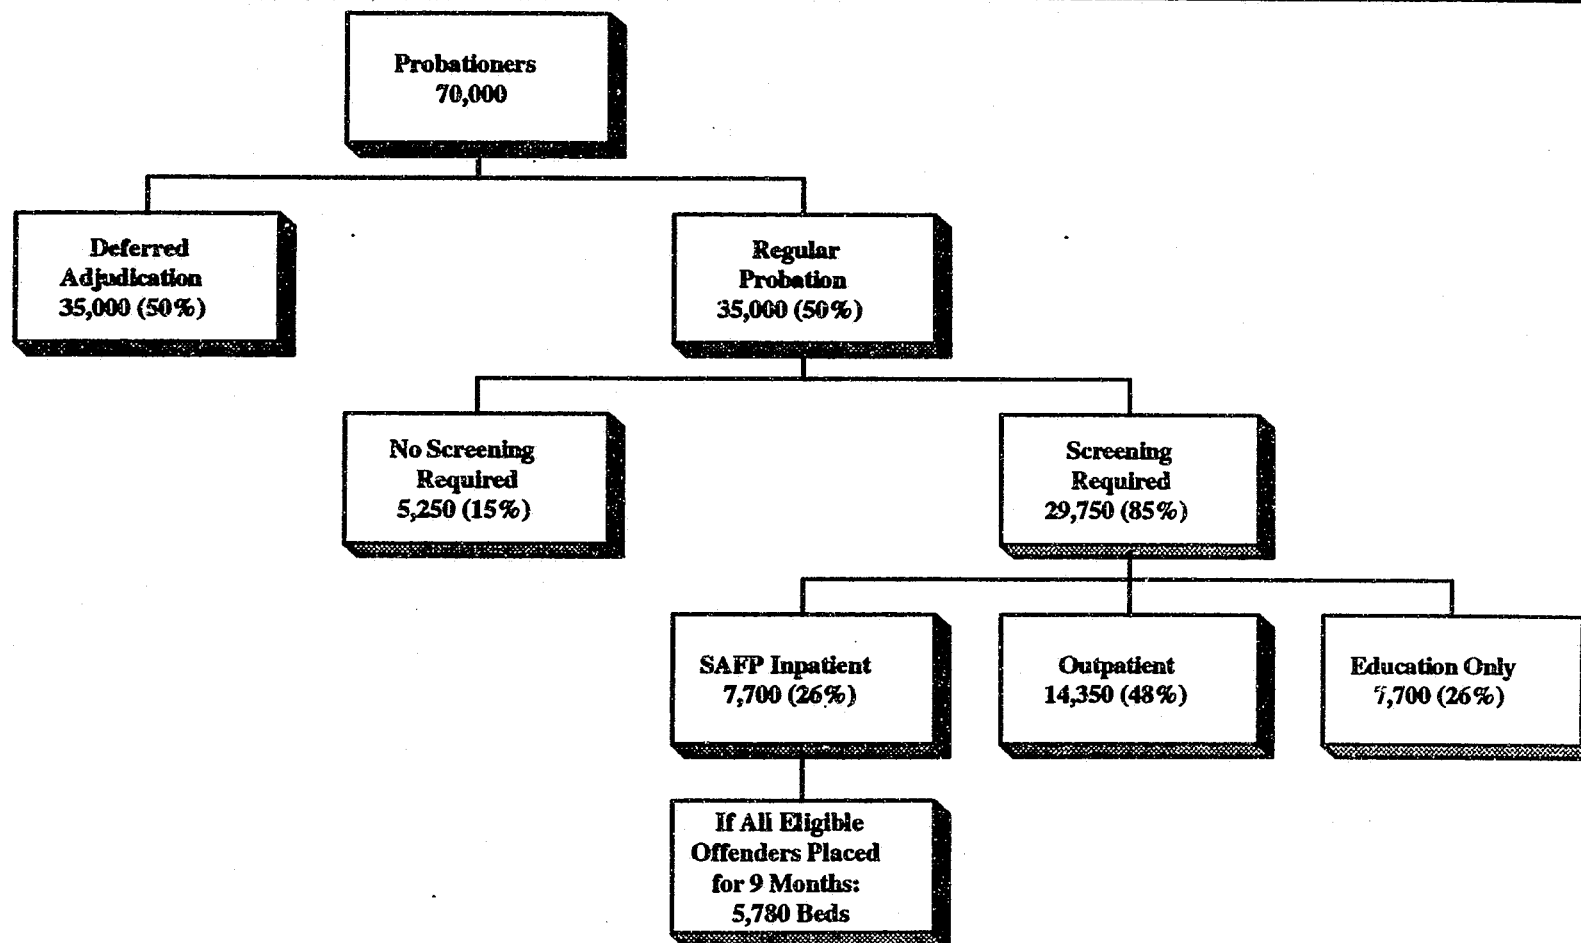 Probationers
70,000
Deferred
Adjudication
35,000 (50%)
Regular
Probation
35,000 (50%)
No Screening
Required
5,250 (15%)
Screening
Required
29,750 (85%)
SAFP Inpatient
7,700 (26%)
Outpatient
14,350 (48%)
Education Only
7,700 (26%)
If All Eligible
Offenders Placed
for 9 Months:
5,780 Beds